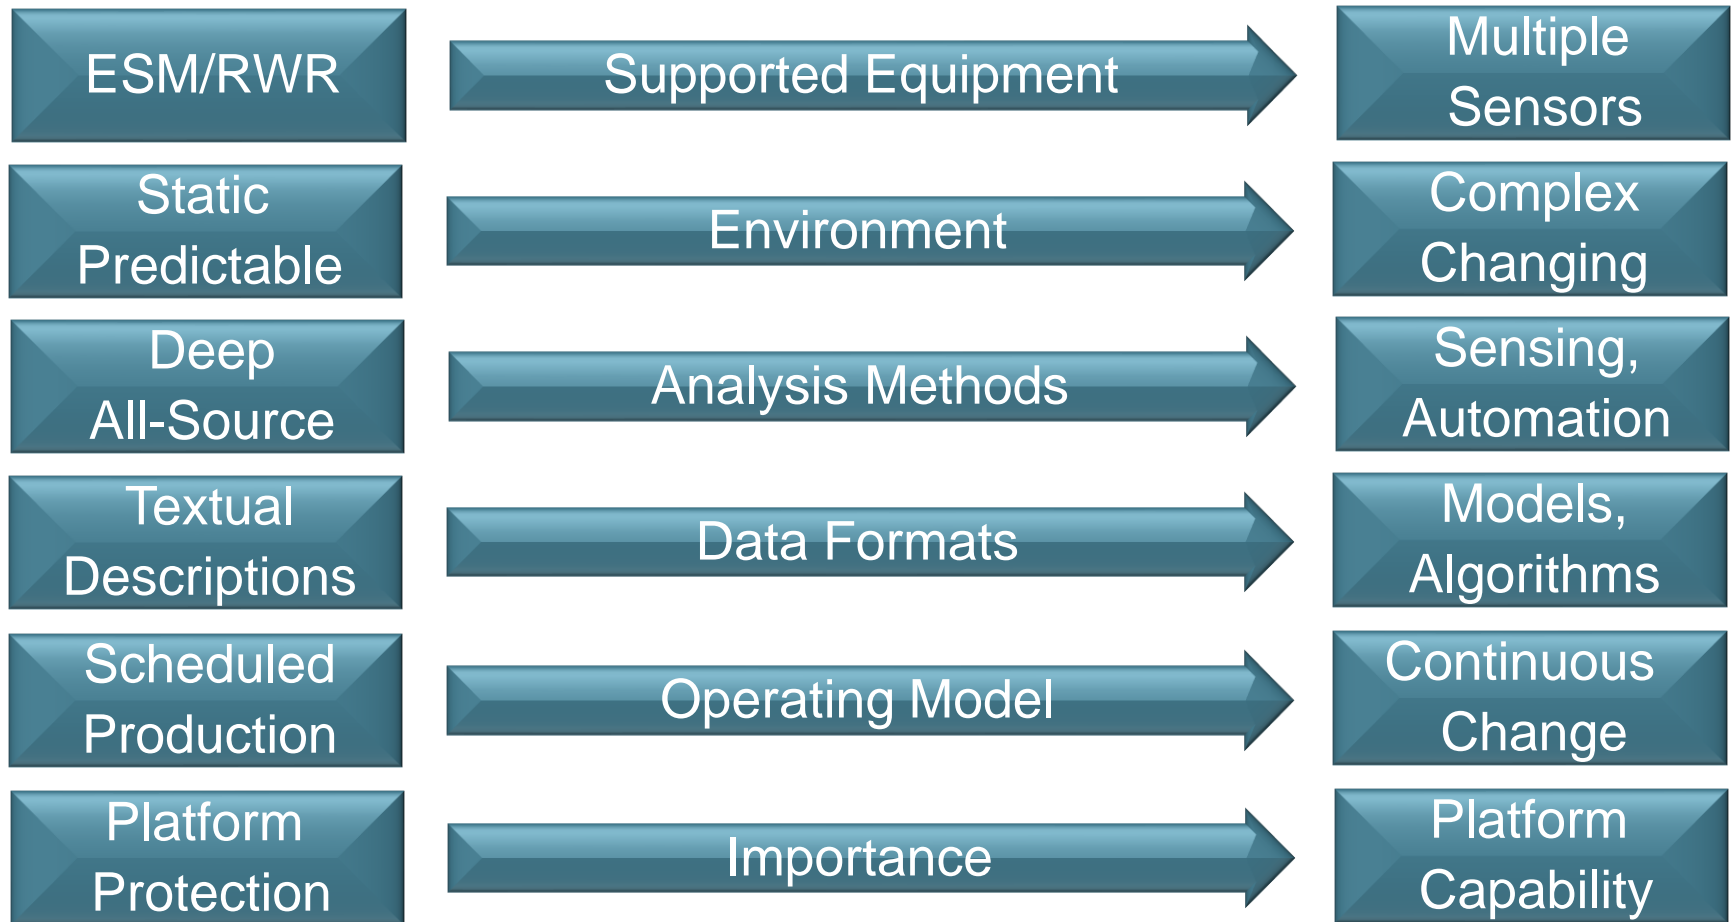 ESM/RWR
Supported Equipment
Multiple
Sensors
Static
Predictable
Environment
Complex
Changing
Deep
All-Source
Analysis Methods
Sensing,
Automation
Textual
Descriptions
Data Formats
Models,
Algorithms
Scheduled
Production
Operating Model
Continuous
Change
Platform
Protection
Importance
Platform
Capability